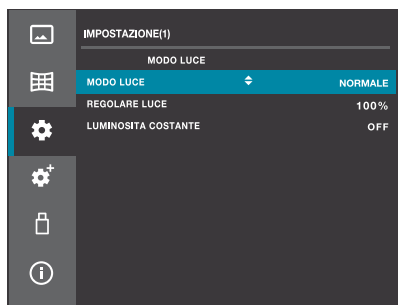 IMPOSTAZIONE(1)
MODO LUCE
MODO LUCE NORMALE
REGOLARE LUCE 100%
LUMINOSITA COSTANTE OFF